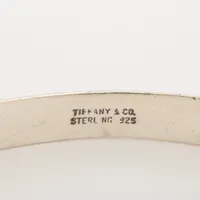 TIFFANY & CO.
STERLING 925